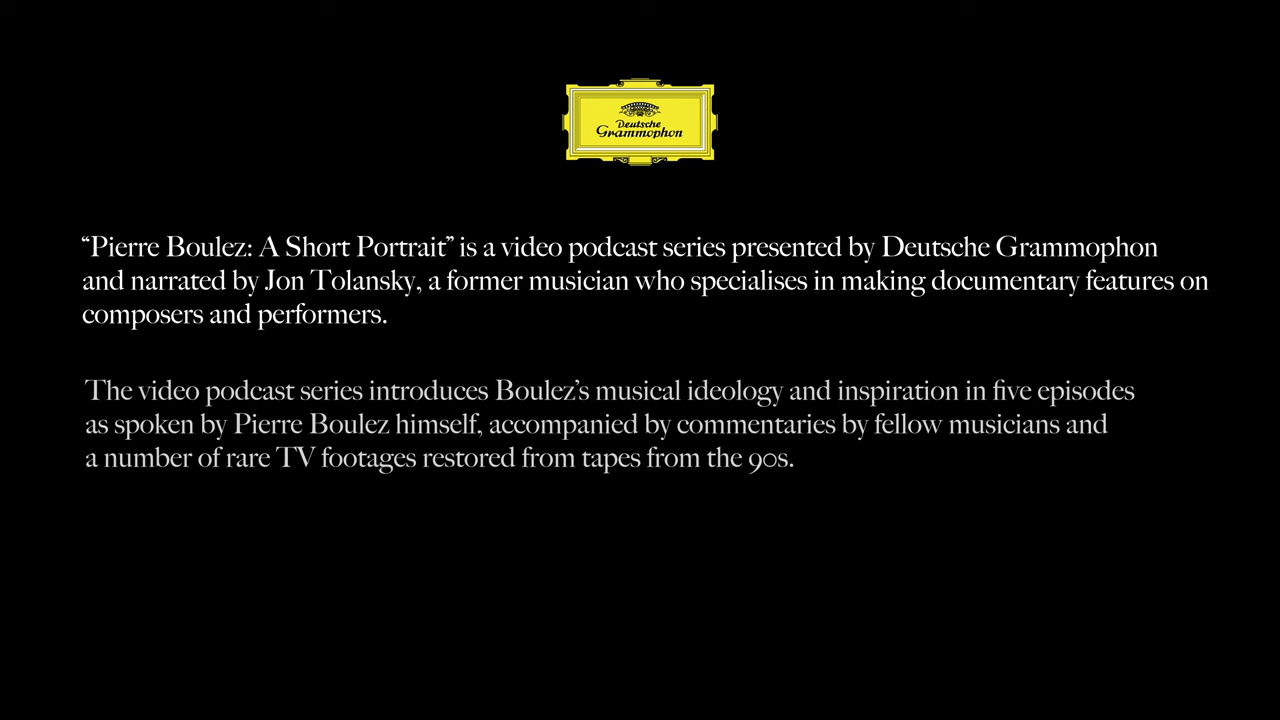 Deutsche
Grammophon
“Pierre Boulez: A Short Portrait” is a video podcast series presented by Deutsche Grammophon
and narrated by Jon Tolansky, a former musician who specialises in making documentary features on
composers and performers.
The video podcast series introduces Boulez’s musical ideology and inspiration in five episodes
as spoken by Pierre Boulez himself, accompanied by commentaries by fellow musicians and
a number of rare TV footages restored from tapes from the 90s.